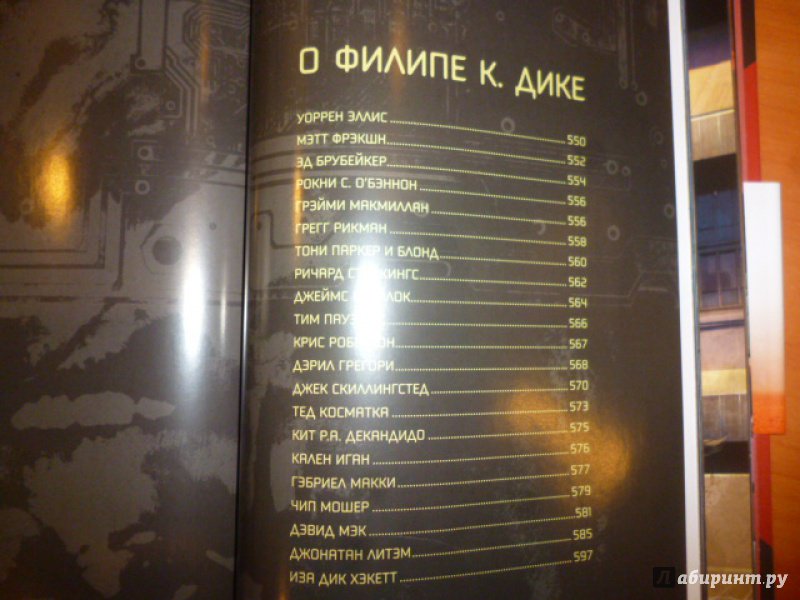 О ФИЛИПЕ К. ДИКЕ
УОРРЕН ЭЛЛИС 550
МЭТТ ФРЭКШН 552
ЭД БРУБЕЙКЕР 554
РОКНИ С. О'БЭННОН 556
ГРЭЙМИ МАКМИЛЛАН 556
ГРЕГГ РИКМАН 558
ТОНИ ПАРКЕР И БЛОНД 560
РИЧАРД 562
ДЖЕЙМС 564
ТИМ 566
КРИС 567
ДЭРИЛ ГРЕГОРИ 568
ДЖЕК СКИЛЛИНГСТЕД 570
ТЕД КОСМАТКА 573
КИТ Р.А. ДЕКАНДИДО 575
КАЛЕН ИГАН 576
ГЭБРИЕЛ МАККИ 577
ЧИП МОШЕР 579
ДЭВИД МЭК 581
ДЖОНАТАН ЛИТЭМ 585
ИЗА ДИК ХЭКЕТТ 597
Лабиринт.ру